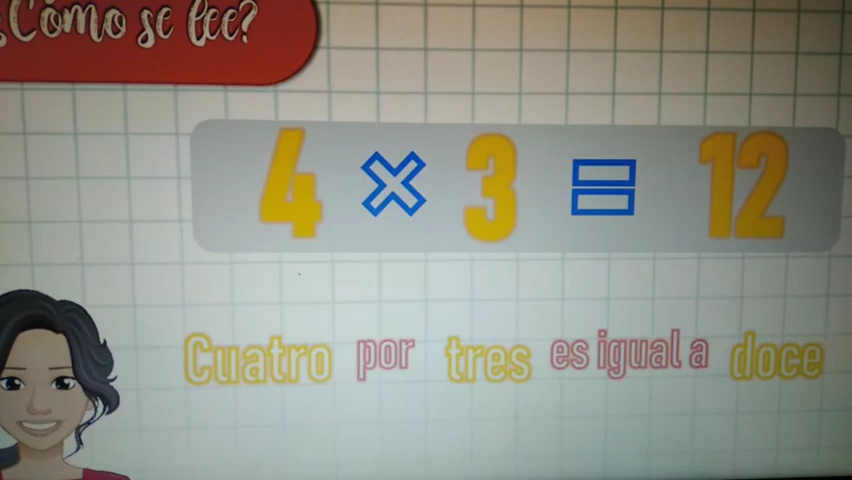 ¿Cómo se lee?
4 × 3 = 12
Cuatro por tres es igual a doce